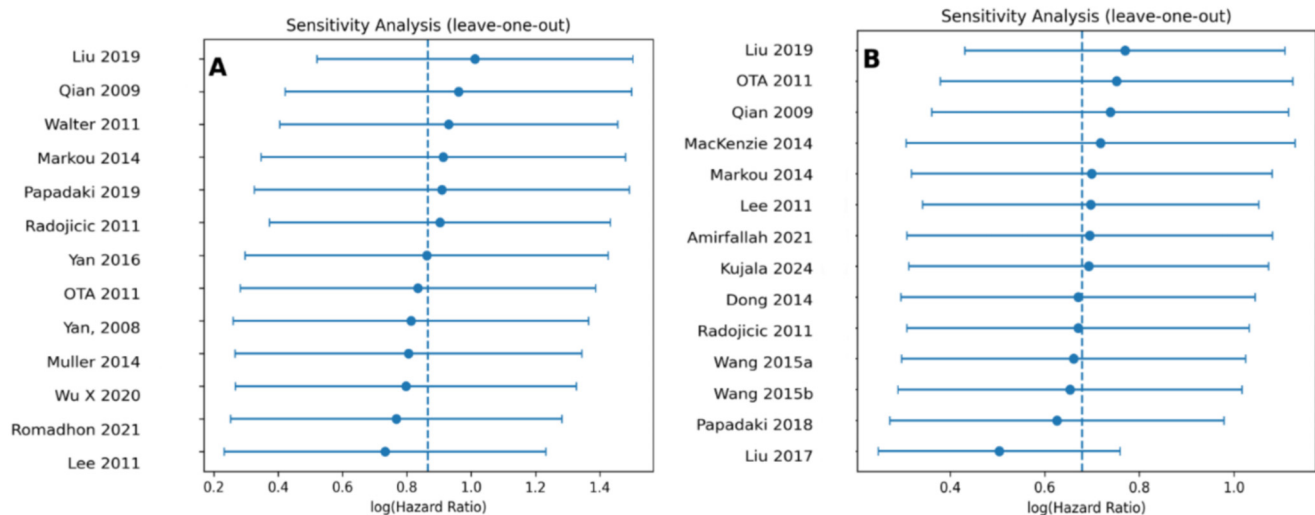 Sensitivity Analysis (leave-one-out)
A
Liu 2019
Qian 2009
Walter 2011
Markou 2014
Papadaki 2019
Radojicic 2011
Yan 2016
OTA 2011
Yan, 2008
Muller 2014
Wu X 2020
Romadhon 2021
Lee 2011
0.2 0.4 0.6 0.8 1.0 1.2 1.4
log(Hazard Ratio)
Sensitivity Analysis (leave-one-out)
B
Liu 2019
OTA 2011
Qian 2009
MacKenzie 2014
Markou 2014
Lee 2011
Amirfallah 2021
Kujala 2024
Dong 2014
Radojicic 2011
Wang 2015a
Wang 2015b
Papadaki 2018
Liu 2017
0.4 0.6 0.8 1.0
log(Hazard Ratio)